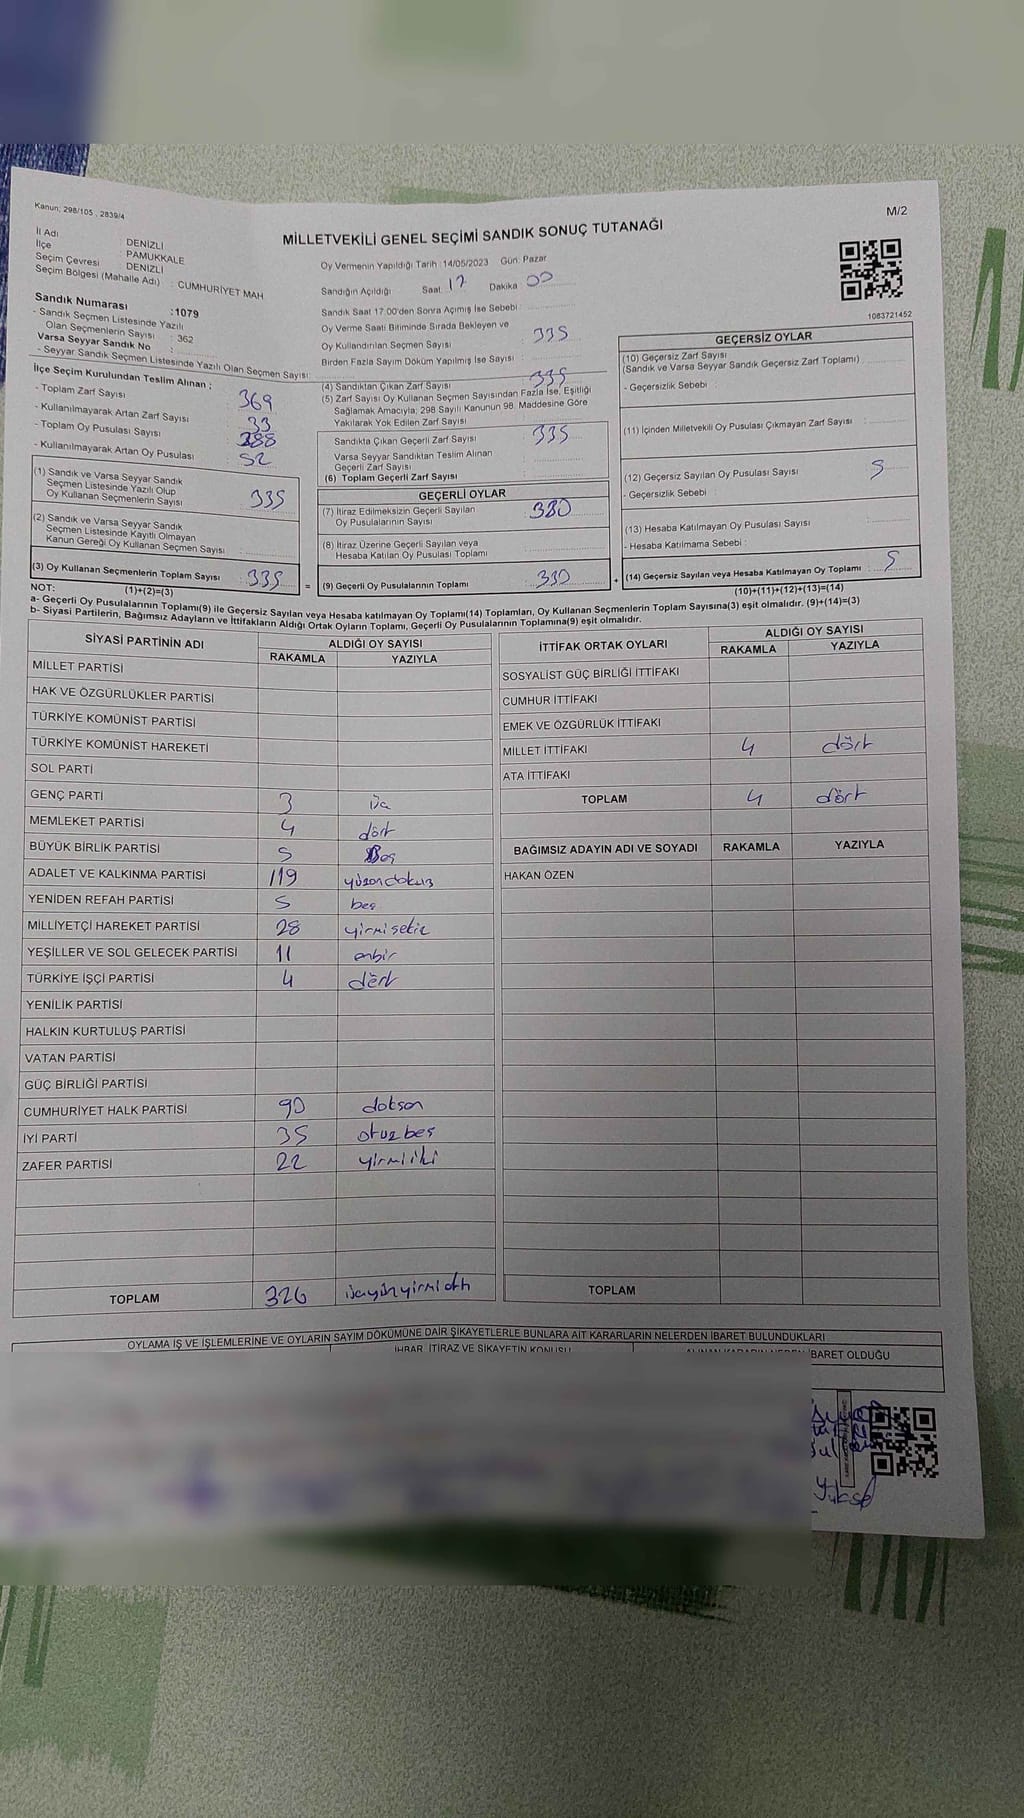 Kanun; 298/105 , 2839/4
M/2
MİLLETVEKİLİ GENEL SEÇİMİ SANDIK SONUÇ TUTANAĞI
İl Adı : DENİZLİ
İlçe : PAMUKKALE
Seçim Çevresi : DENİZLİ
Seçim Bölgesi (Mahalle Adı) : CUMHURİYET MAH
Sandık Numarası : 1079
- Sandık Seçmen Listesinde Yazılı
Olan Seçmenlerin Sayısı : 362
Varsa Seyyar Sandık No :
- Seyyar Sandık Seçmen Listesinde Yazılı Olan Seçmen Sayısı:
Oy Vermenin Yapıldığı Tarih :14/05/2023 Gün: Pazar
Sandığın Açıldığı: Saat: 17 Dakika 00
Sandık Saat 17:00'den Sonra Açımış İse Sebebi :
Oy Verme Saati Bitiminde Sırada Bekleyen ve
Oy Kullandırılan Seçmen Sayısı : 335
Birden Fazla Sayım Döküm Yapılmış İse Sayısı :
1083721452
İlçe Seçim Kurulundan Teslim Alınan ;
- Toplam Zarf Sayısı : 369
- Kullanılmayarak Artan Zarf Sayısı : 33
- Toplam Oy Pusulası Sayısı : 388
- Kullanılmayarak Artan Oy Pusulası : 52
(1) Sandık ve Varsa Seyyar Sandık
Seçmen Listesinde Yazılı Olup
Oy Kullanan Seçmenlerin Sayısı : 335
(2) Sandık ve Varsa Seyyar Sandık
Seçmen Listesinde Kayıtlı Olmayan
Kanun Gereği Oy Kullanan Seçmen Sayısı :
(3) Oy Kullanan Seçmenlerin Toplam Sayısı : 335
(1)+(2)=(3)
(4) Sandıktan Çıkan Zarf Sayısı : 335
(5) Zarf Sayısı Oy Kullanan Seçmen Sayısından Fazla İse, Eşitliği
Sağlamak Amacıyla; 298 Sayılı Kanunun 98. Maddesine Göre
Yakılarak Yok Edilen Zarf Sayısı :
Sandıkta Çıkan Geçerli Zarf Sayısı : 335
Varsa Seyyar Sandıktan Teslim Alınan
Geçerli Zarf Sayısı :
(6) Toplam Geçerli Zarf Sayısı :
GEÇERLİ OYLAR
(7) İtiraz Edilmeksizin Geçerli Sayılan
Oy Pusulalarının Sayısı : 330
(8) İtiraz Üzerine Geçerli Sayılan veya
Hesaba Katılan Oy Pusulası Toplamı :
= (9) Geçerli Oy Pusulalarının Toplamı : 330
GEÇERSİZ OYLAR
(10) Geçersiz Zarf Sayısı
(Sandık ve Varsa Seyyar Sandık Geçersiz Zarf Toplamı) :
- Geçersizlik Sebebi :
(11) İçinden Milletvekili Oy Pusulası Çıkmayan Zarf Sayısı :
(12) Geçersiz Sayılan Oy Pusulası Sayısı : 5
- Geçersizlik Sebebi :
(13) Hesaba Katılmayan Oy Pusulası Sayısı :
- Hesaba Katılmama Sebebi :
+ (14) Geçersiz Sayılan veya Hesaba Katılmayan Oy Toplamı : 5
(10)+(11)+(12)+(13)=(14)
NOT:
a- Geçerli Oy Pusulalarının Toplamı(9) ile Geçersiz Sayılan veya Hesaba katılmayan Oy Toplamı(14) Toplamları, Oy Kullanan Seçmenlerin Toplam Sayısına(3) eşit olmalıdır. (9)+(14)=(3)
b- Siyasi Partilerin, Bağımsız Adayların ve İttifakların Aldığı Ortak Oyların Toplamı, Geçerli Oy Pusulalarının Toplamına(9) eşit olmalıdır.
SİYASİ PARTİNİN ADI ALDIĞI OY SAYISI
RAKAMLA YAZIYLA
MİLLET PARTİSİ
HAK VE ÖZGÜRLÜKLER PARTİSİ
TÜRKİYE KOMÜNİST PARTİSİ
TÜRKİYE KOMÜNİST HAREKETİ
SOL PARTİ
GENÇ PARTİ 3
MEMLEKET PARTİSİ 4 dört
BÜYÜK BİRLİK PARTİSİ 5 Beş
ADALET VE KALKINMA PARTİSİ 119 yüzondokuz
YENİDEN REFAH PARTİSİ 5 beş
MİLLİYETÇİ HAREKET PARTİSİ 28 yirmisekiz
YEŞİLLER VE SOL GELECEK PARTİSİ 11 onbir
TÜRKİYE İŞÇİ PARTİSİ 4 dört
YENİLİK PARTİSİ
HALKIN KURTULUŞ PARTİSİ
VATAN PARTİSİ
GÜÇ BİRLİĞİ PARTİSİ
CUMHURİYET HALK PARTİSİ 90 doksan
İYİ PARTİ 35 otuzbeş
ZAFER PARTİSİ 22 yirmiiki
TOPLAM 326
İTTİFAK ORTAK OYLARI ALDIĞI OY SAYISI
RAKAMLA YAZIYLA
SOSYALİST GÜÇ BİRLİĞİ İTTİFAKI
CUMHUR İTTİFAKI
EMEK VE ÖZGÜRLÜK İTTİFAKI
MİLLET İTTİFAKI 4 dört
ATA İTTİFAKI
TOPLAM 4 dört
BAĞIMSIZ ADAYIN ADI VE SOYADI RAKAMLA YAZIYLA
HAKAN ÖZEN
TOPLAM
OYLAMA İŞ VE İŞLEMLERİNE VE OYLARIN SAYIM DÖKÜMÜNE DAİR ŞİKAYETLERLE BUNLARA AİT KARARLARIN NELERDEN İBARET BULUNDUKLARI
İHBAR, İTİRAZ VE ŞİKAYETİN KONUSU
İBARET OLDUĞU